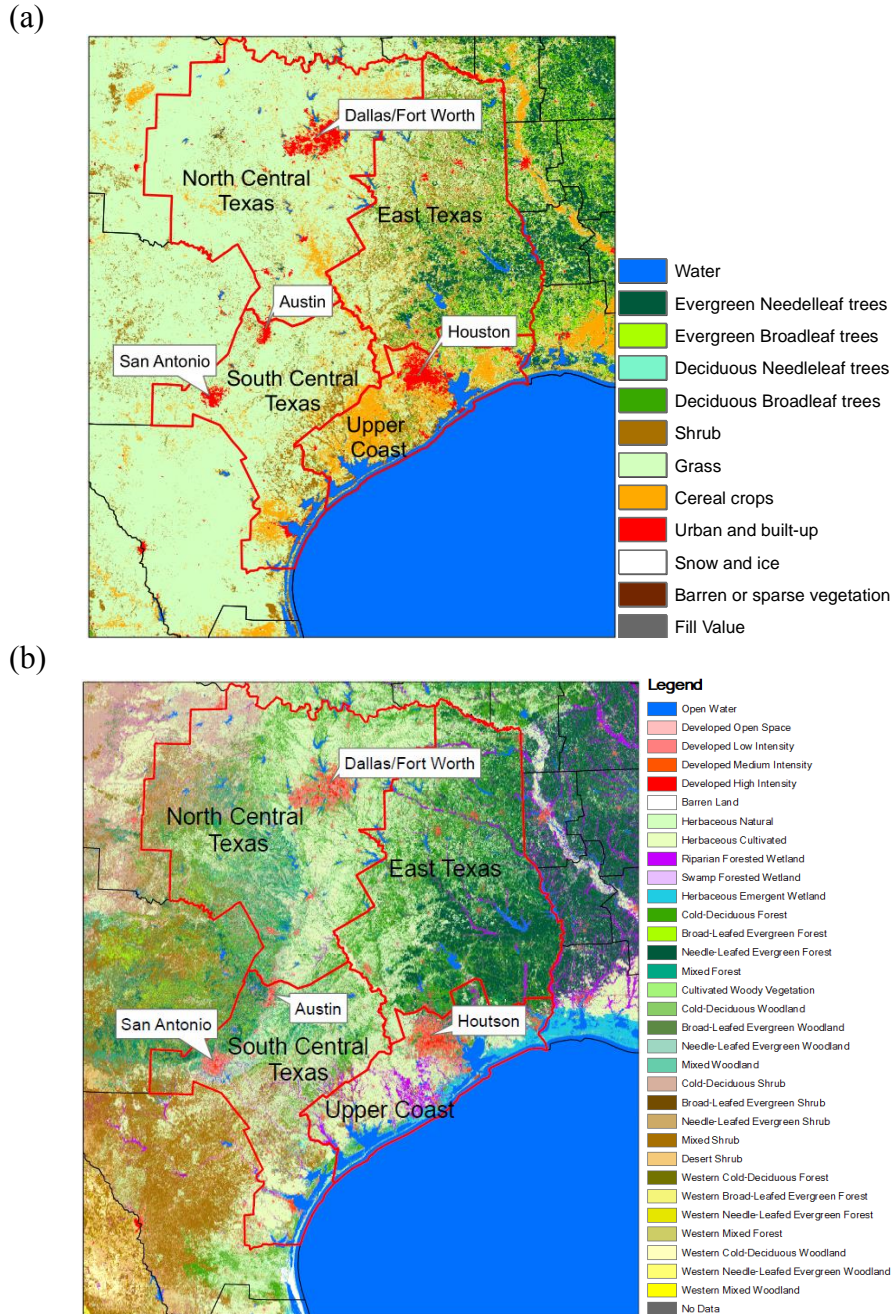 (a)
Dallas/Fort Worth
North Central
Texas
East Texas
Austin
Houston
San Antonio
South Central
Texas
Upper
Coast
Water
Evergreen Needelleaf trees
Evergreen Broadleaf trees
Deciduous Needleleaf trees
Deciduous Broadleaf trees
Shrub
Grass
Cereal crops
Urban and built-up
Snow and ice
Barren or sparse vegetation
Fill Value
(b)
Dallas/Fort Worth
North Central
Texas
East Texas
Austin
San Antonio
Houtson
South Central
Texas
Upper Coast
Legend
Open Water
Developed Open Space
Developed Low Intensity
Developed Medium Intensity
Developed High Intensity
Barren Land
Herbaceous Natural
Herbaceous Cultivated
Riparian Forested Wetland
Swamp Forested Wetland
Herbaceous Emergent Wetland
Cold-Deciduous Forest
Broad-Leafed Evergreen Forest
Needle-Leafed Evergreen Forest
Mixed Forest
Cultivated Woody Vegetation
Cold-Deciduous Woodland
Broad-Leafed Evergreen Woodland
Needle-Leafed Evergreen Woodland
Mixed Woodland
Cold-Deciduous Shrub
Broad-Leafed Evergreen Shrub
Needle-Leafed Evergreen Shrub
Mixed Shrub
Desert Shrub
Western Cold-Deciduous Forest
Western Broad-Leafed Evergreen Forest
Western Needle-Leafed Evergreen Forest
Western Mixed Forest
Western Cold-Deciduous Woodland
Western Needle-Leafed Evergreen Woodland
Western Mixed Woodland
No Data